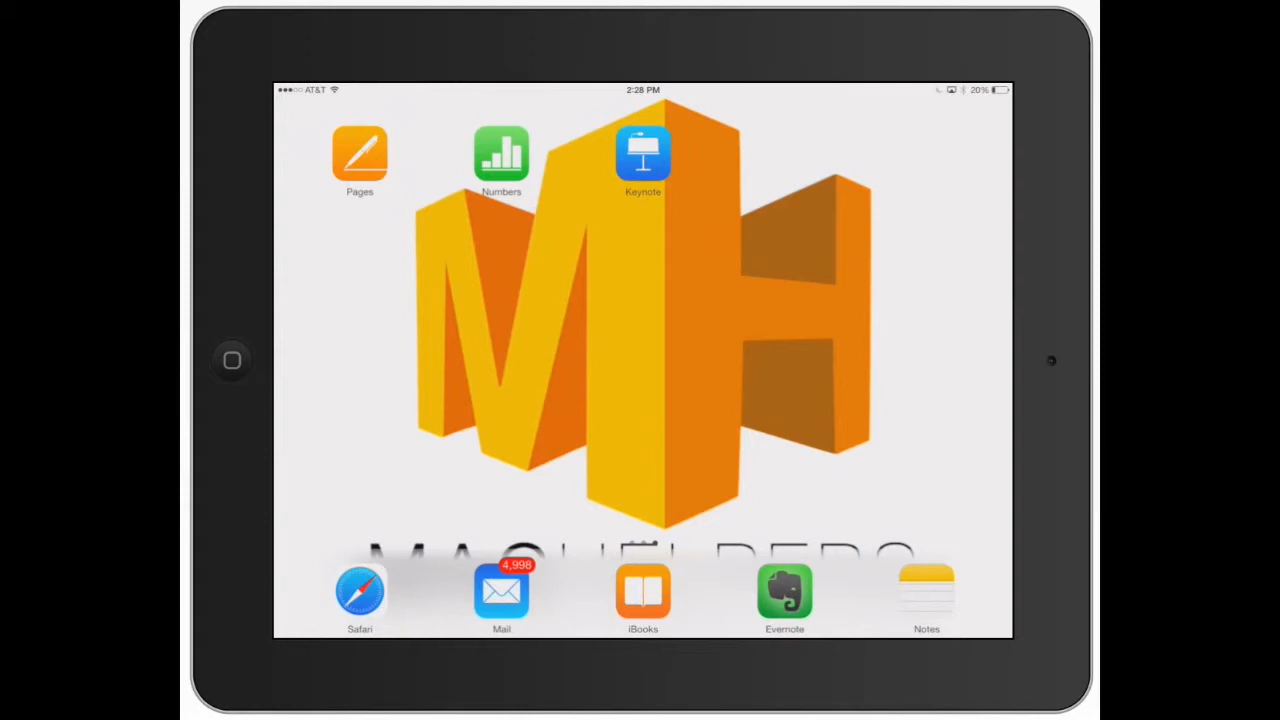 AT&T 2:28 PM 20%
Pages Numbers Keynote
MH
4,998
Safari Mail iBooks Evernote Notes